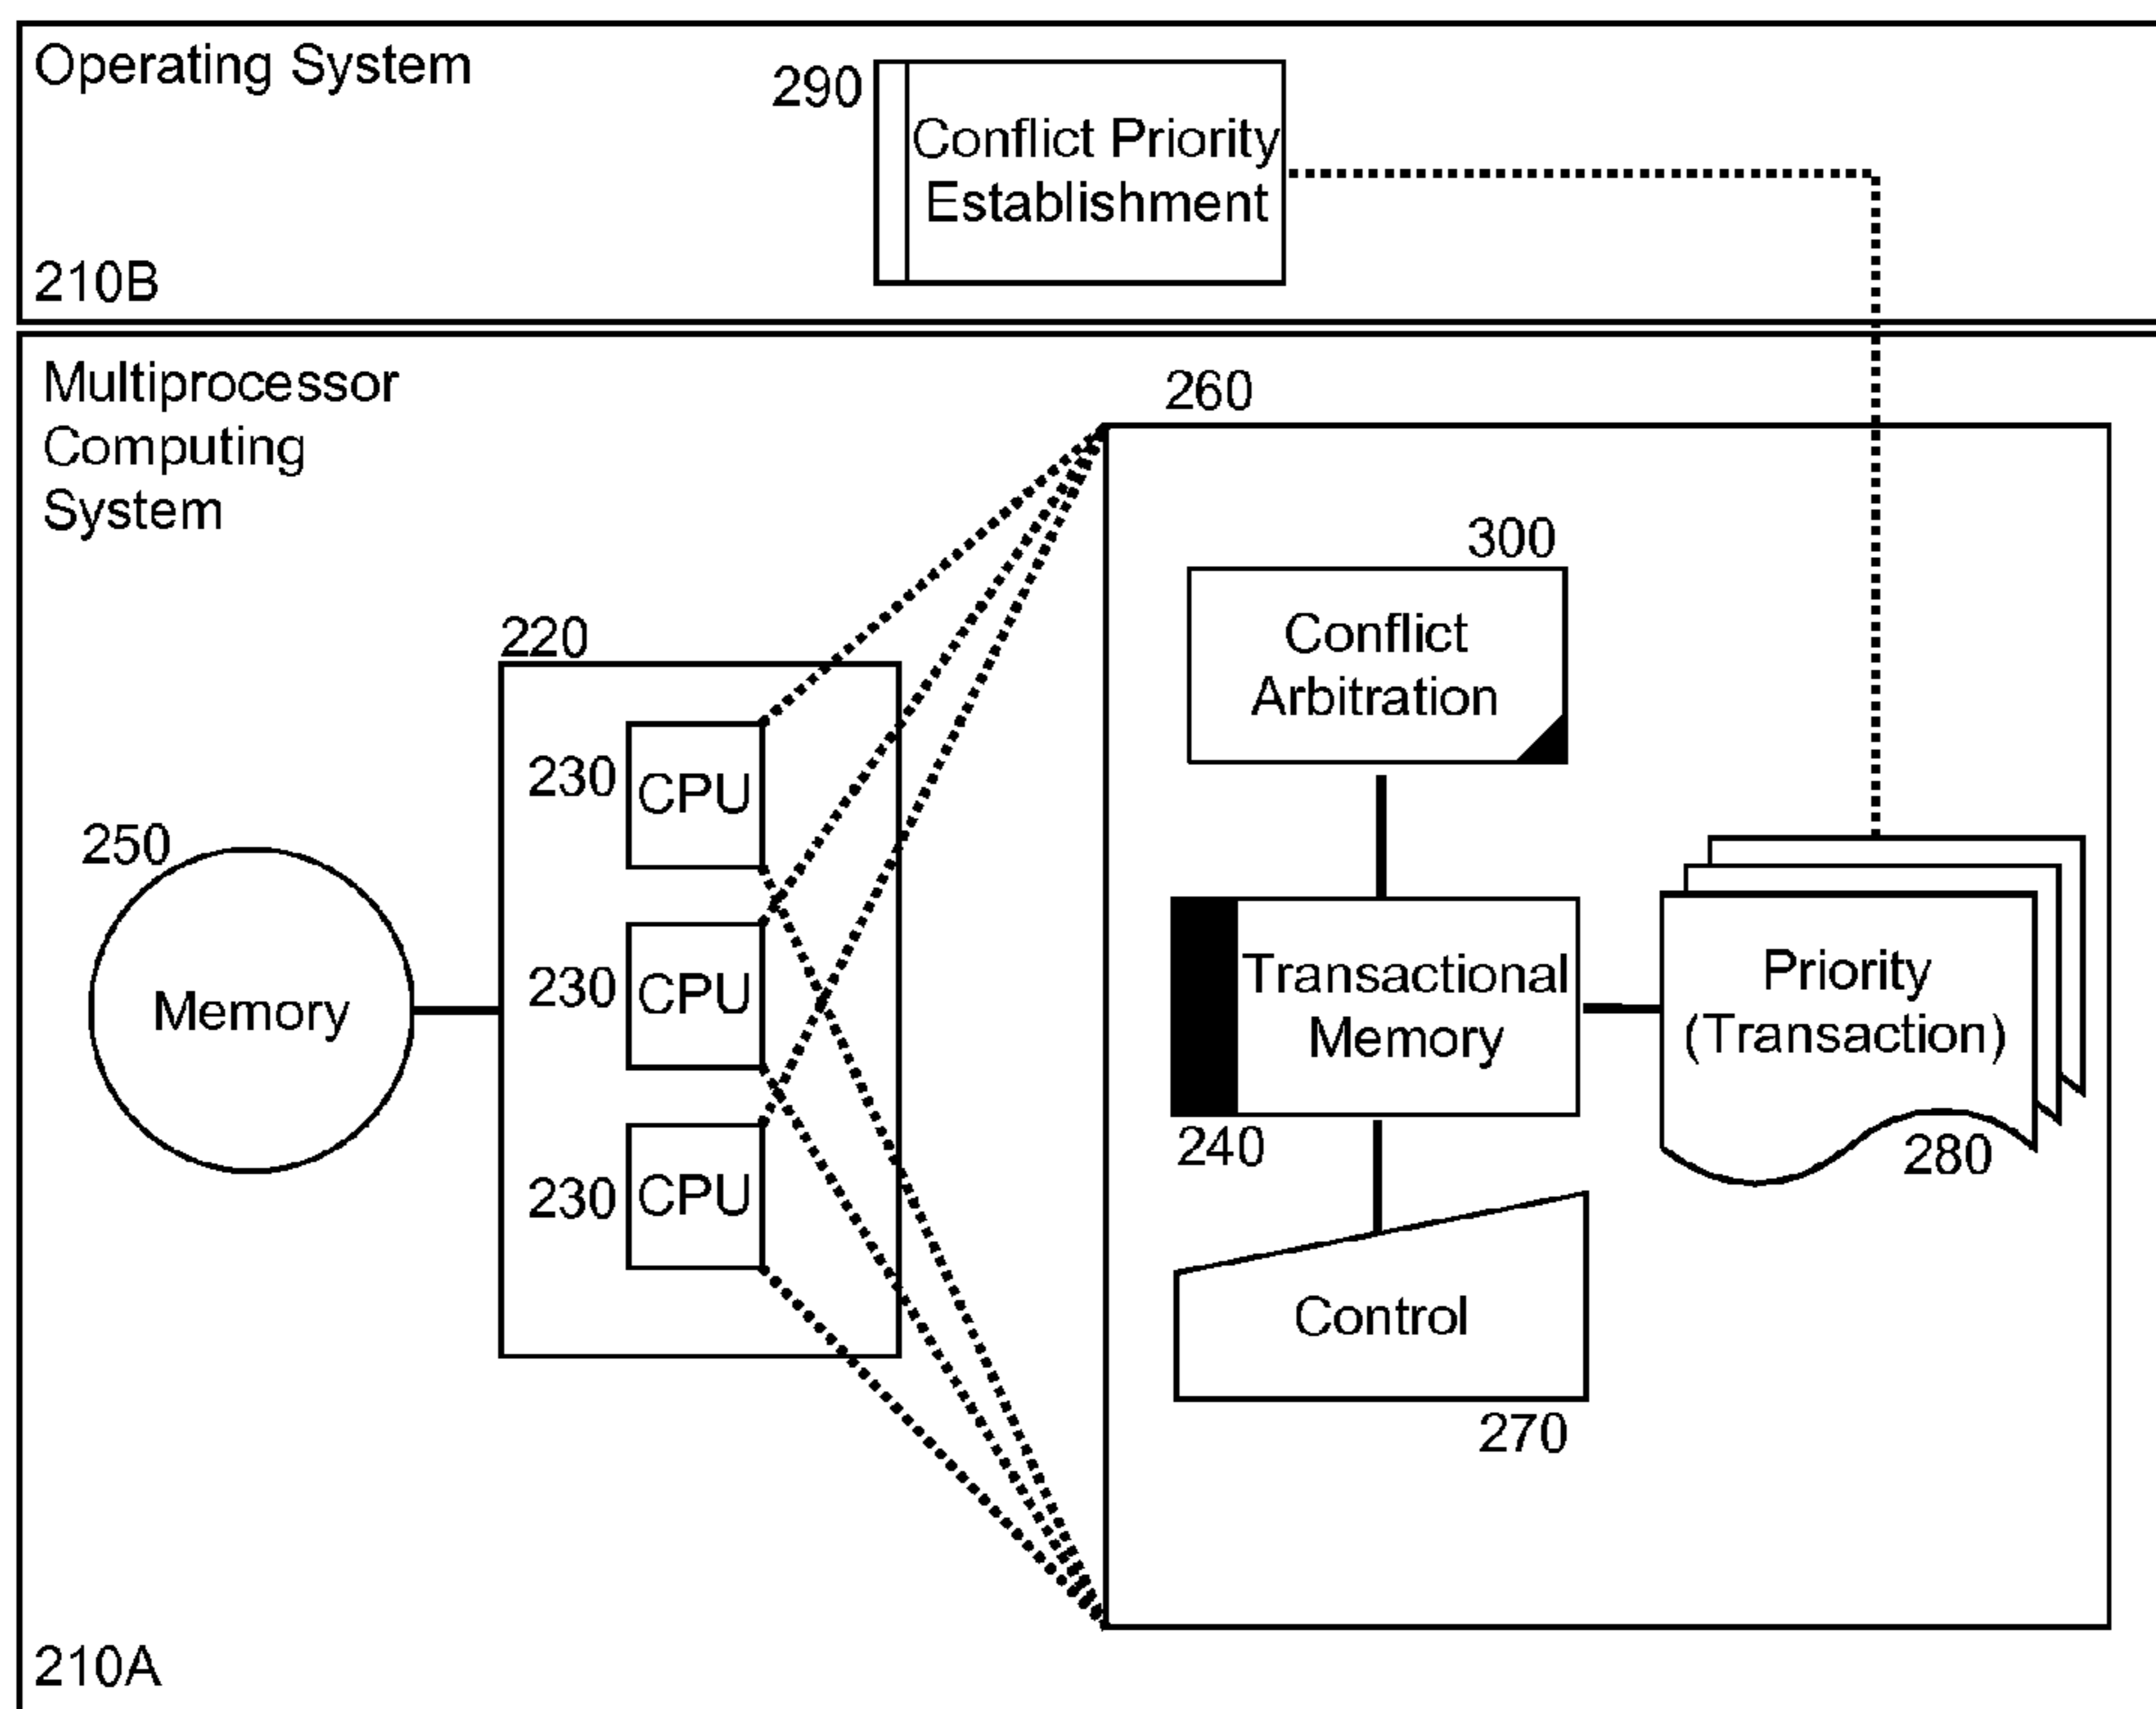 Operating System
290
Conflict Priority
Establishment
210B
Multiprocessor
Computing
System
260
300
Conflict
Arbitration
220
230
CPU
250
Memory
230
CPU
Transactional
Memory
Priority
(Transaction)
240
280
230
CPU
Control
270
210A